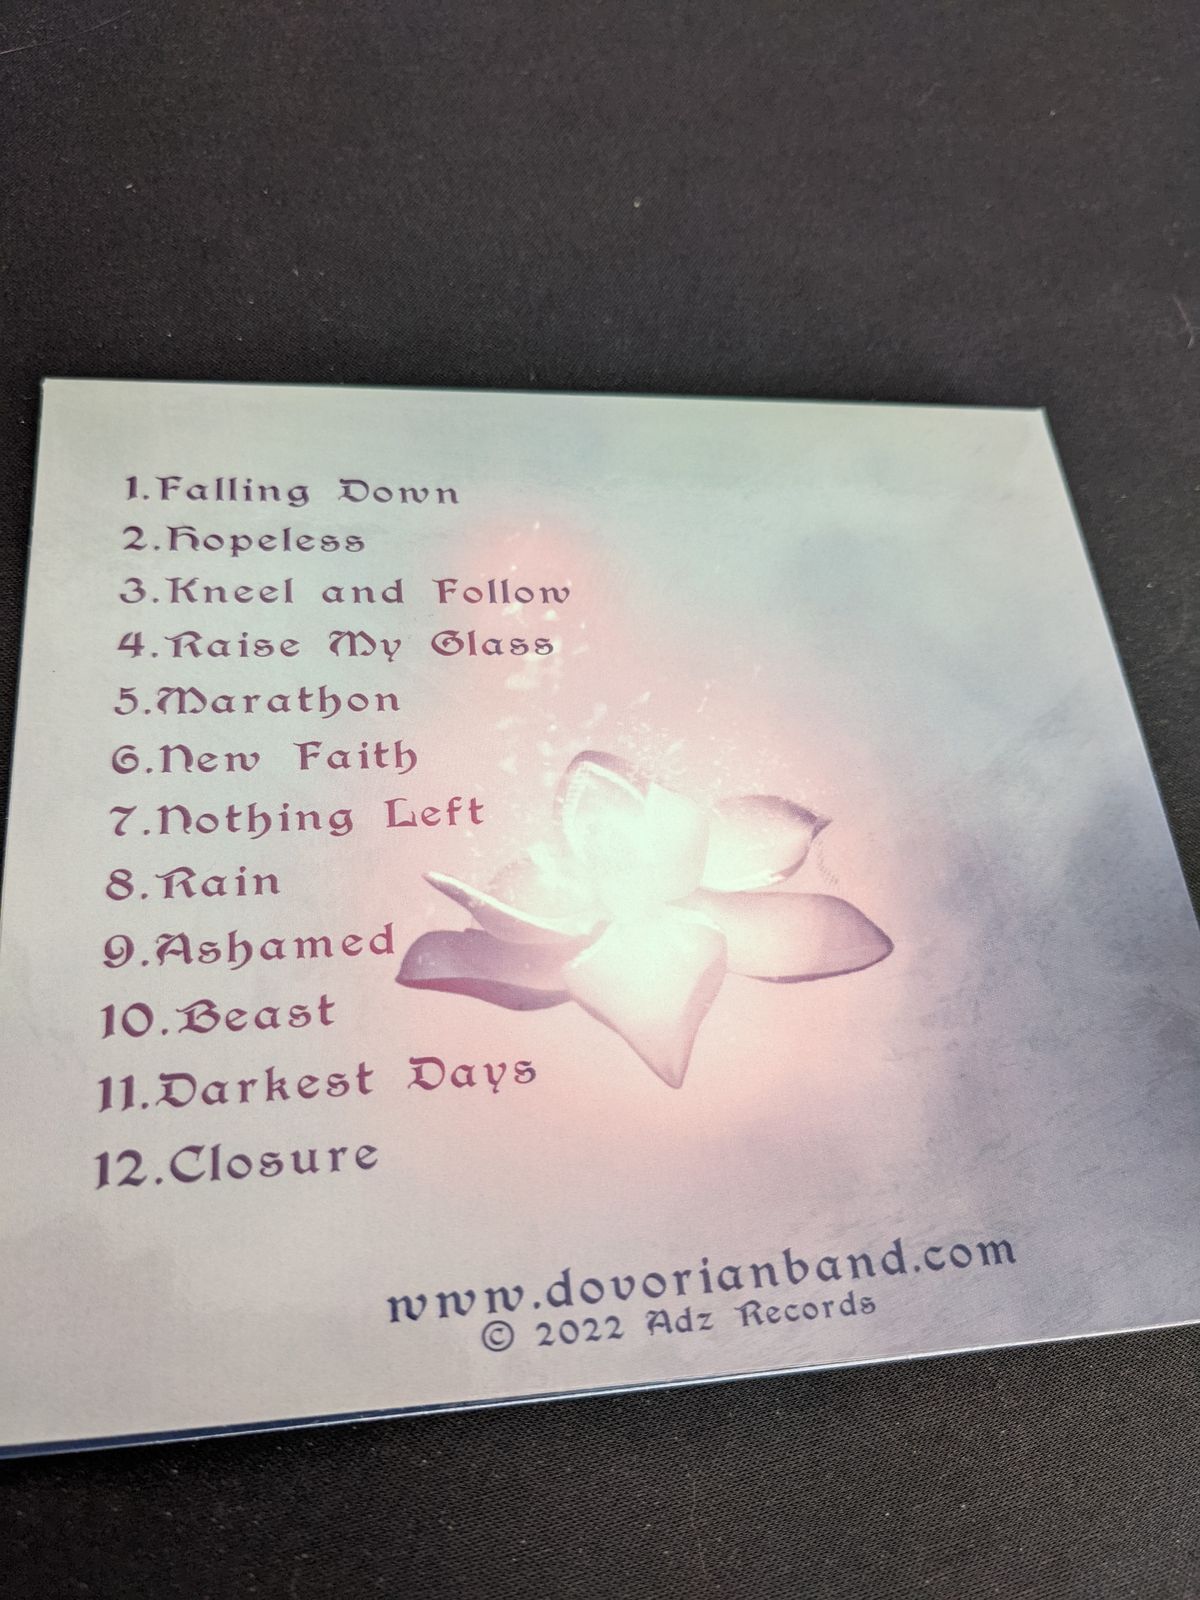 1.Falling Down
2.Hopeless
3.Kneel and Follow
4.Raise My Glass
5.Marathon
6.New Faith
7.Nothing Left
8.Rain
9.Ashamed
10.Beast
11.Darkest Days
12.Closure
www.dovorianband.com
© 2022 Adz Records